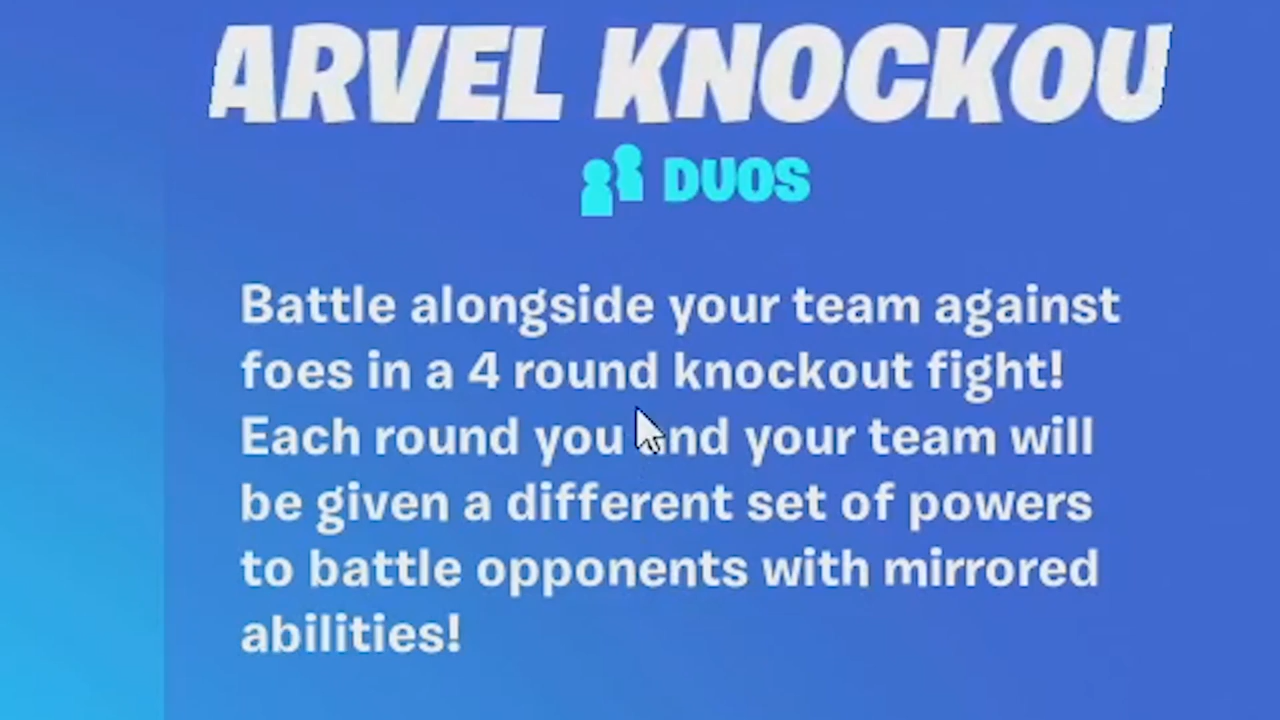 ARVEL KNOCKOU
DUOS
Battle alongside your team against
foes in a 4 round knockout fight!
Each round you and your team will
be given a different set of powers
to battle opponents with mirrored
abilities!